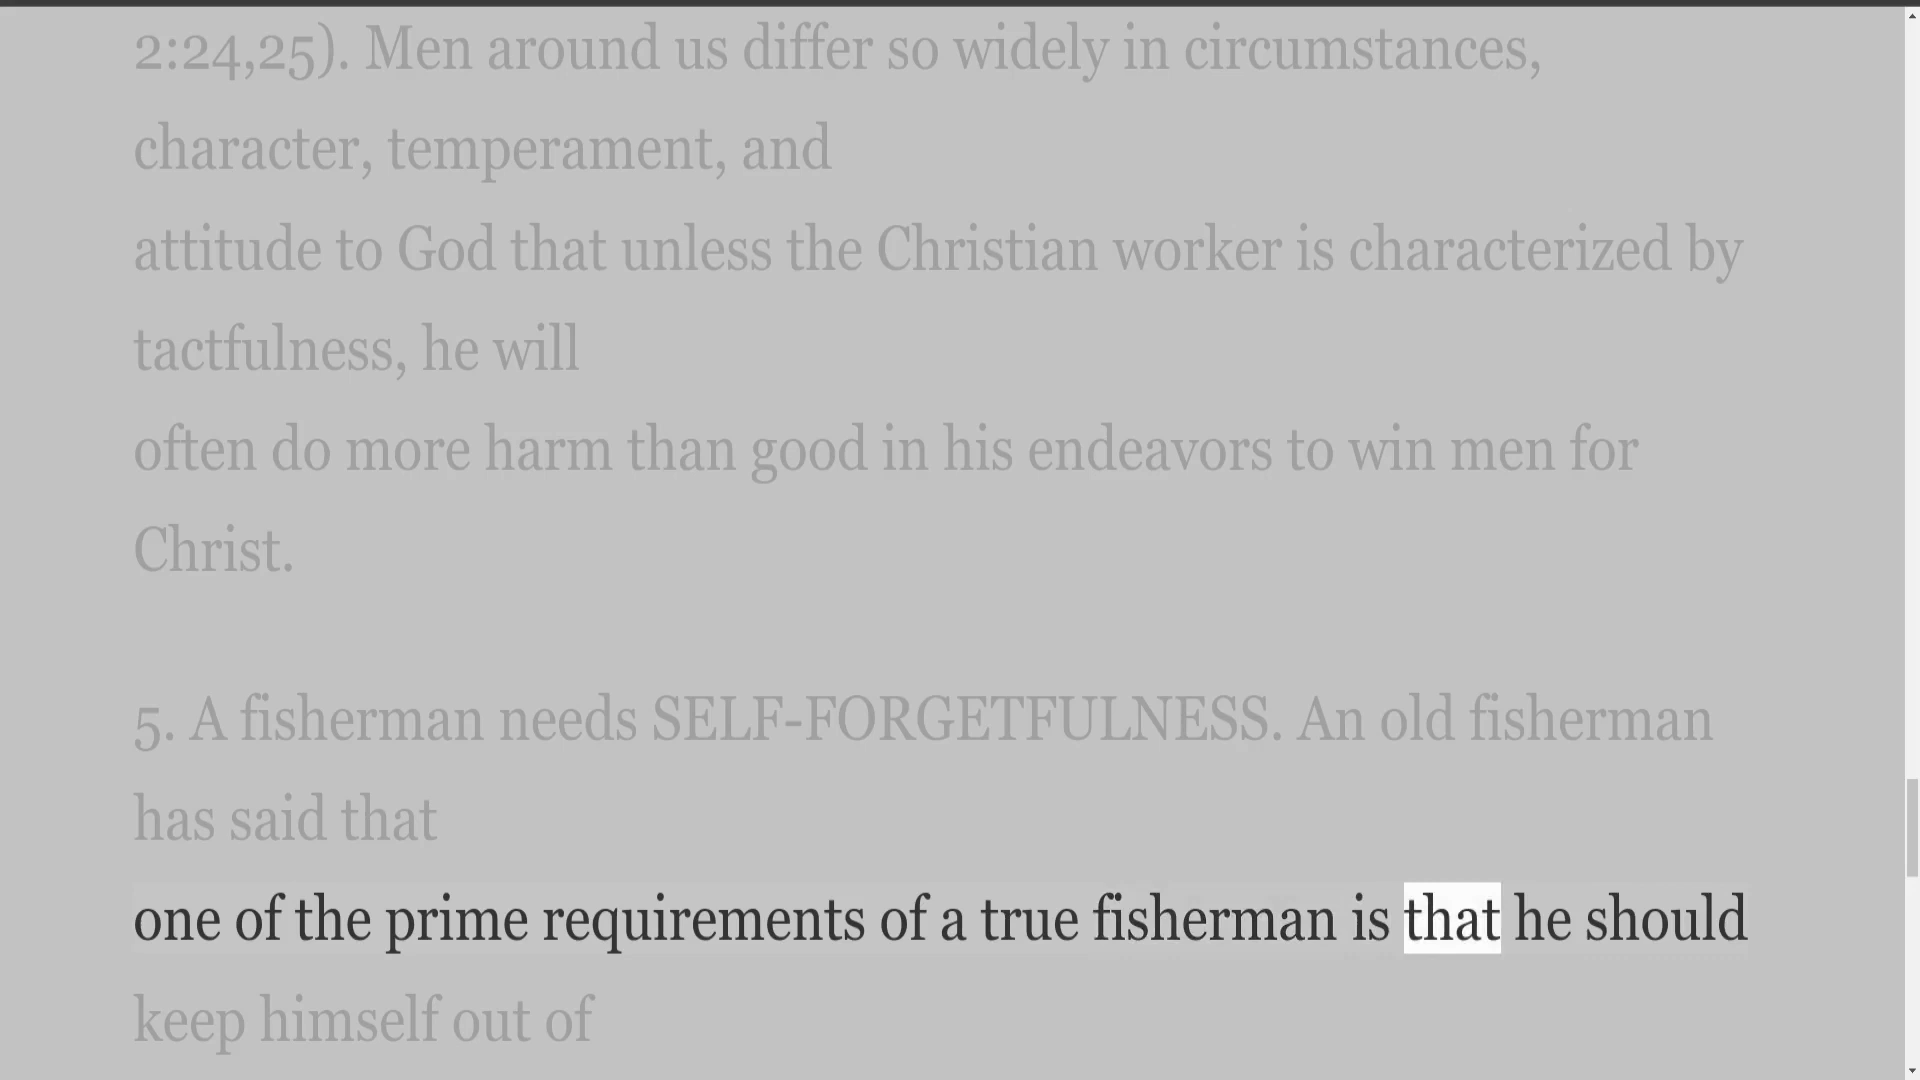 2:24,25). Men around us differ so widely in circumstances,
character, temperament, and
attitude to God that unless the Christian worker is characterized by
tactfulness, he will
often do more harm than good in his endeavors to win men for
Christ.
5. A fisherman needs SELF-FORGETFULNESS. An old fisherman
has said that
one of the prime requirements of a true fisherman is that he should
keep himself out of